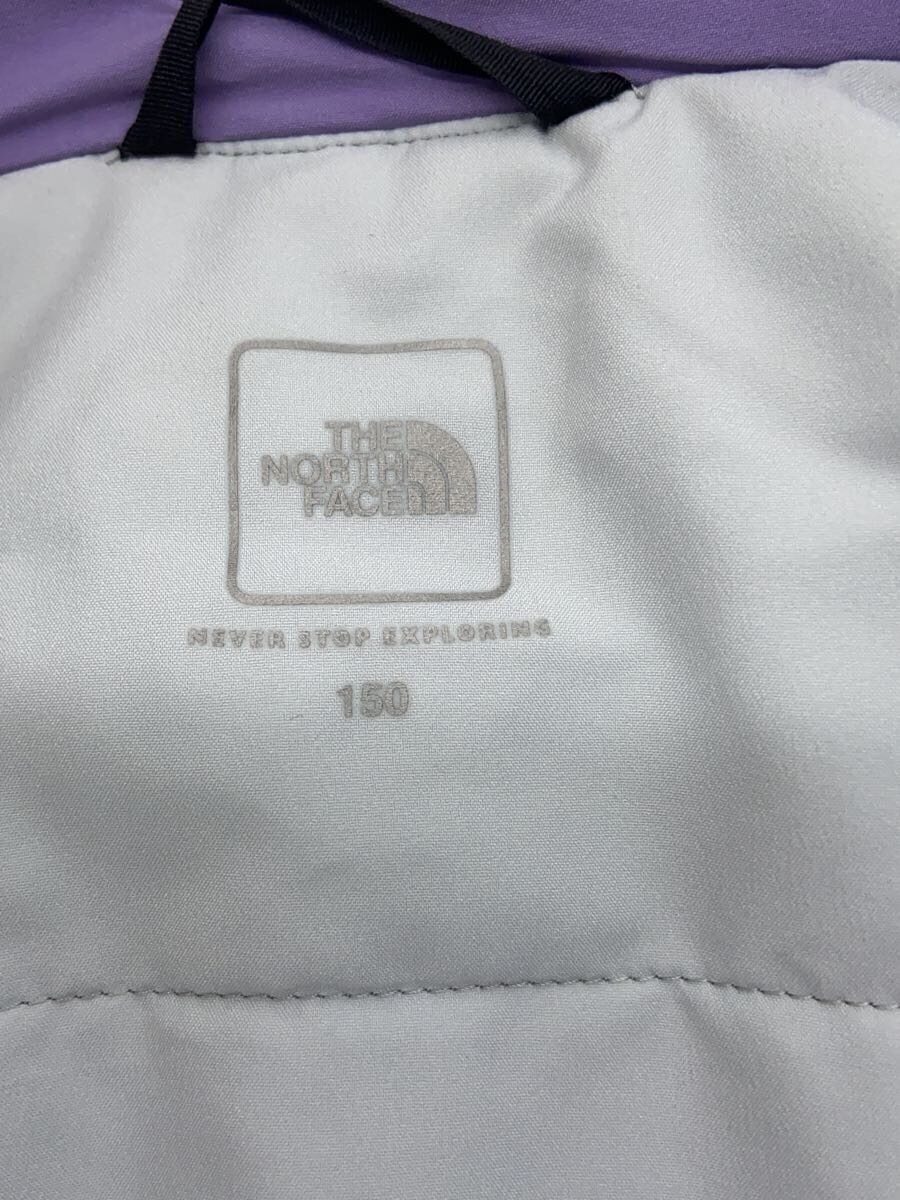 THE
NORTH
FACE
NEVER STOP EXPLORING
150